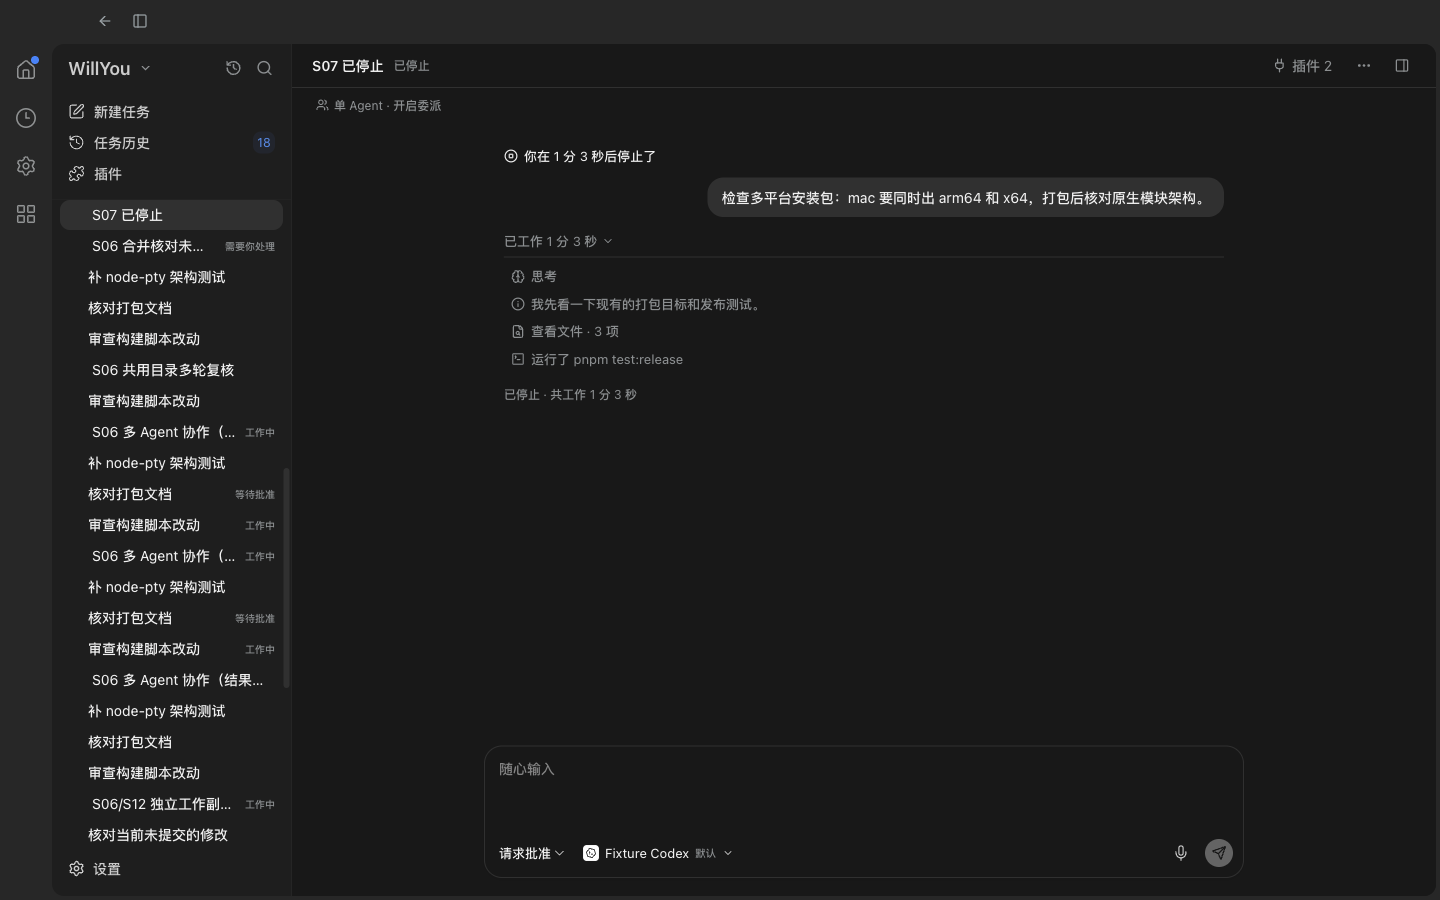 WillYou
新建任务
任务历史 18
插件
S07 已停止
S06 合并核对未... 需要你处理
补 node-pty 架构测试
核对打包文档
审查构建脚本改动
S06 共用目录多轮复核
审查构建脚本改动
S06 多 Agent 协作（... 工作中
补 node-pty 架构测试
核对打包文档 等待批准
审查构建脚本改动 工作中
S06 多 Agent 协作（... 工作中
补 node-pty 架构测试
核对打包文档 等待批准
审查构建脚本改动 工作中
S06 多 Agent 协作（结果...
补 node-pty 架构测试
核对打包文档
审查构建脚本改动
S06/S12 独立工作副... 工作中
核对当前未提交的修改
设置
S07 已停止 已停止
插件 2
单 Agent · 开启委派
你在 1 分 3 秒后停止了
检查多平台安装包：mac 要同时出 arm64 和 x64，打包后核对原生模块架构。
已工作 1 分 3 秒
思考
我先看一下现有的打包目标和发布测试。
查看文件 · 3 项
运行了 pnpm test:release
已停止 · 共工作 1 分 3 秒
随心输入
请求批准 Fixture Codex 默认